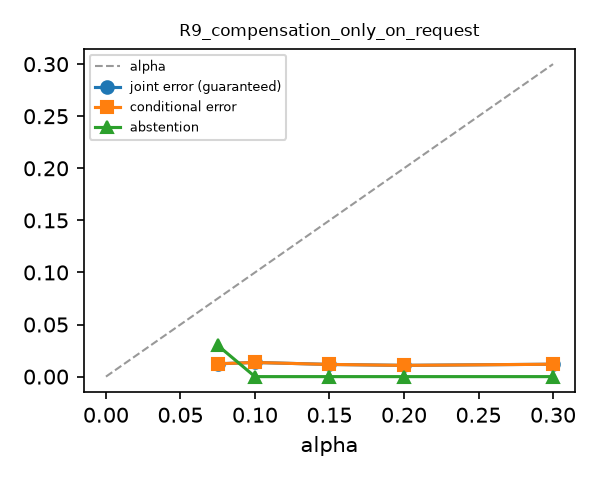 R9_compensation_only_on_request
alpha
joint error (guaranteed)
conditional error
abstention
0.30
0.25
0.20
0.15
0.10
0.05
0.00
0.00 0.05 0.10 0.15 0.20 0.25 0.30
alpha